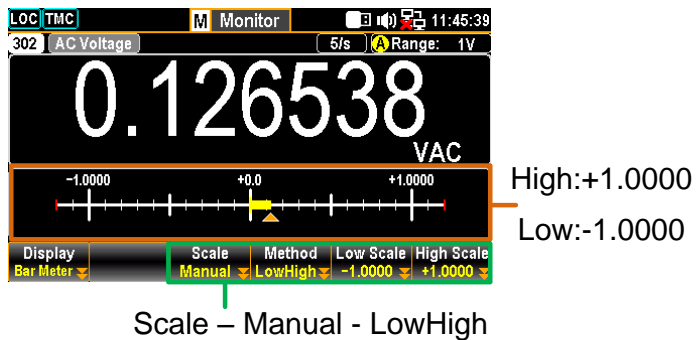 LOC TMC M Monitor 11:45:39
302 AC Voltage 5/s A Range: 1V
0.126538
VAC
-1.0000 +0.0 +1.0000
High:+1.0000
Low:-1.0000
Display Scale Method Low Scale High Scale
Bar Meter Manual LowHigh -1.0000 +1.0000
Scale – Manual - LowHigh